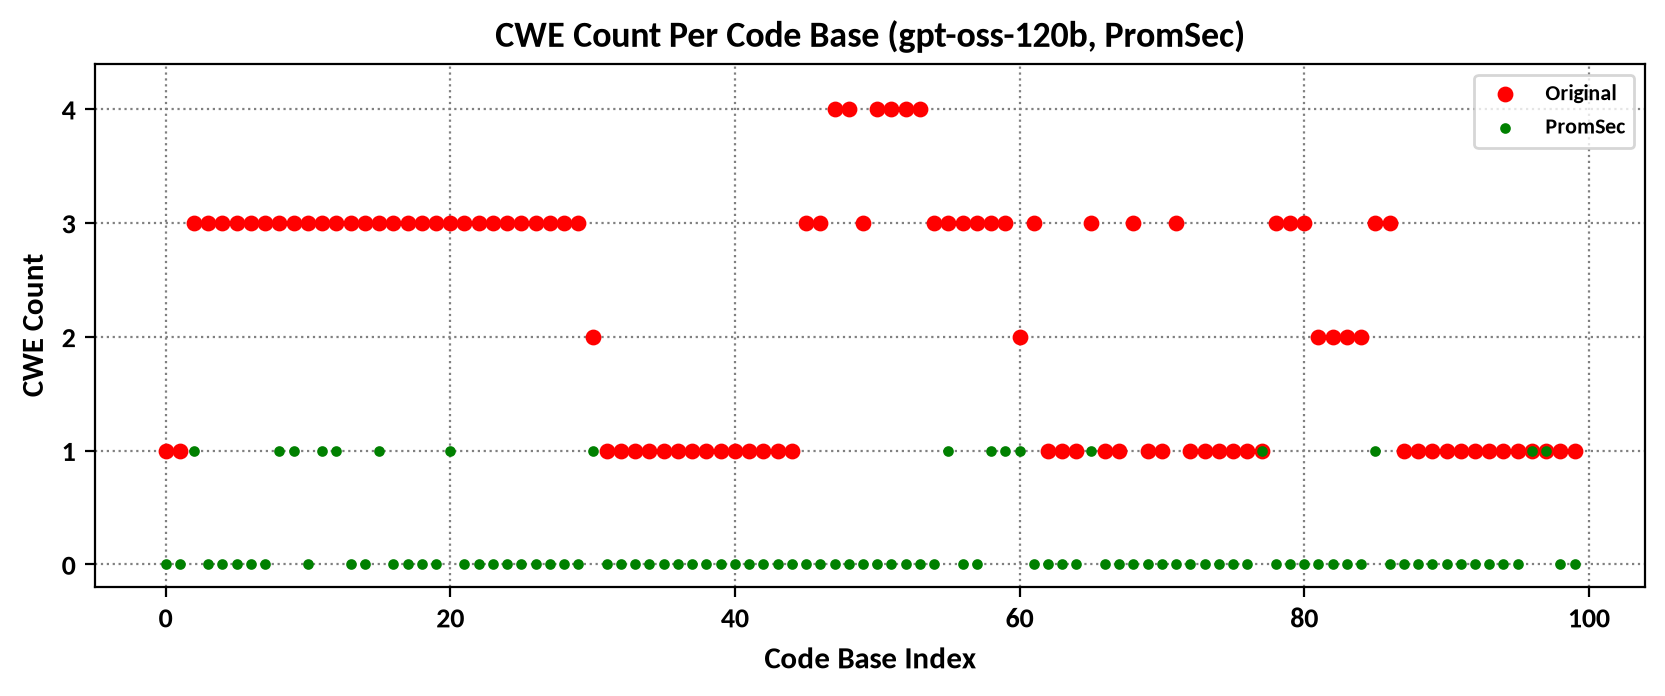 CWE Count Per Code Base (gpt-oss-120b, PromSec)
Original
PromSec
CWE Count
4
3
2
1
0
0 20 40 60 80 100
Code Base Index